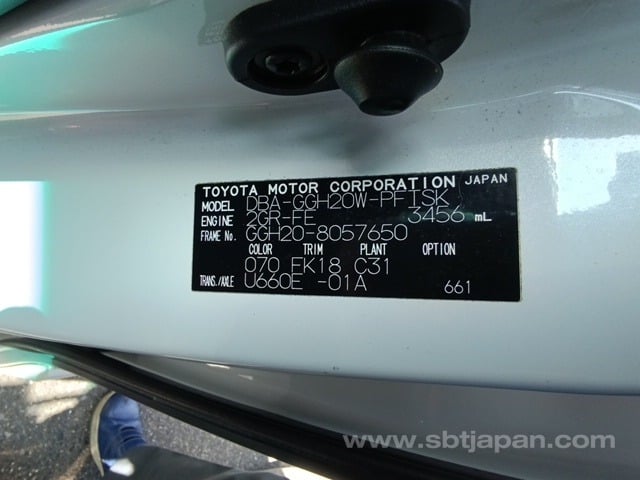 TOYOTA MOTOR CORPORATION JAPAN
MODEL DBA-GGH20W-PFTSK
ENGINE 2GR-FE 3456 mL
FRAME No. GGH20-8057650
COLOR TRIM PLANT OPTION
070 FK18 C31
TRANS./AXLE U660E -01A 661
www.sbtjapan.com